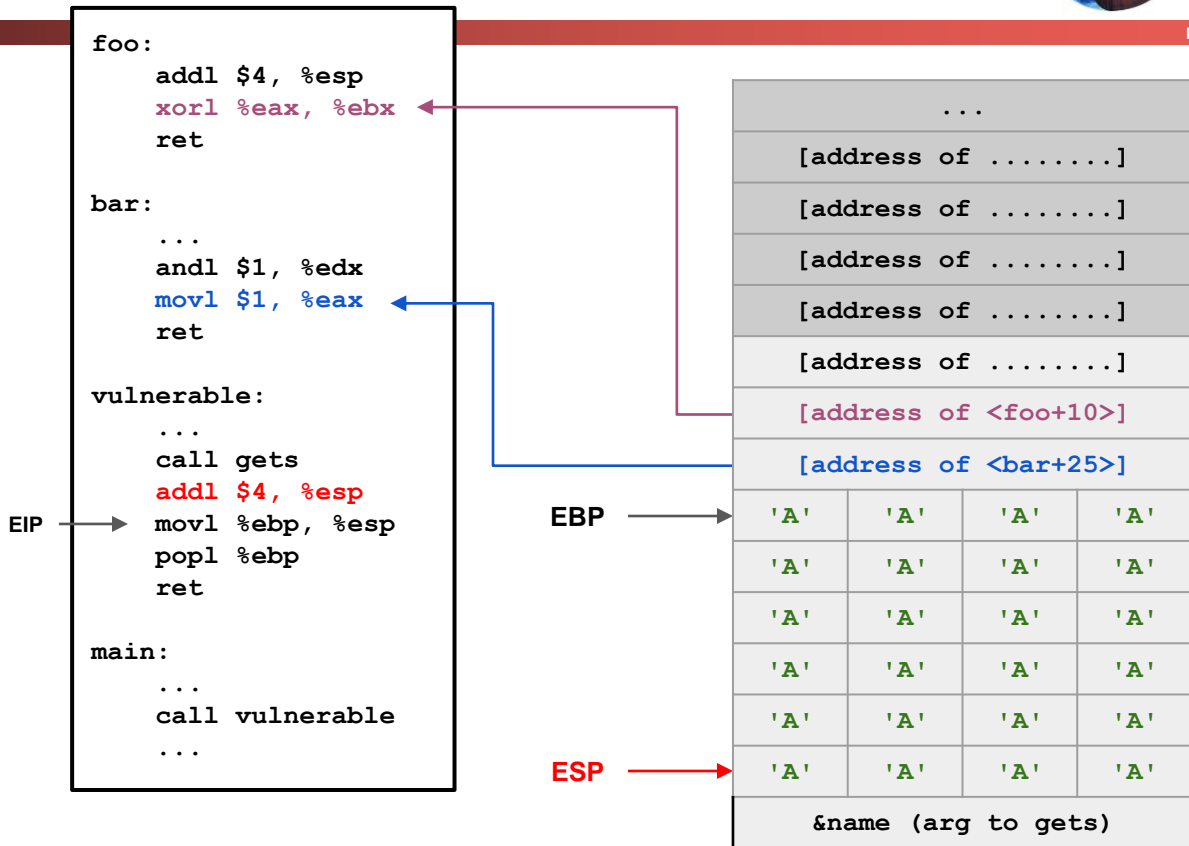 foo:
addl $4, %esp
xorl %eax, %ebx
ret
bar:
...
andl $1, %edx
movl $1, %eax
ret
vulnerable:
...
call gets
addl $4, %esp
EIP
movl %ebp, %esp
popl %ebp
ret
main:
...
call vulnerable
...
...
[address of ........]
[address of ........]
[address of ........]
[address of ........]
[address of ........]
[address of <foo+10>]
[address of <bar+25>]
EBP
'A' 'A' 'A' 'A'
'A' 'A' 'A' 'A'
'A' 'A' 'A' 'A'
'A' 'A' 'A' 'A'
'A' 'A' 'A' 'A'
ESP
'A' 'A' 'A' 'A'
&name (arg to gets)